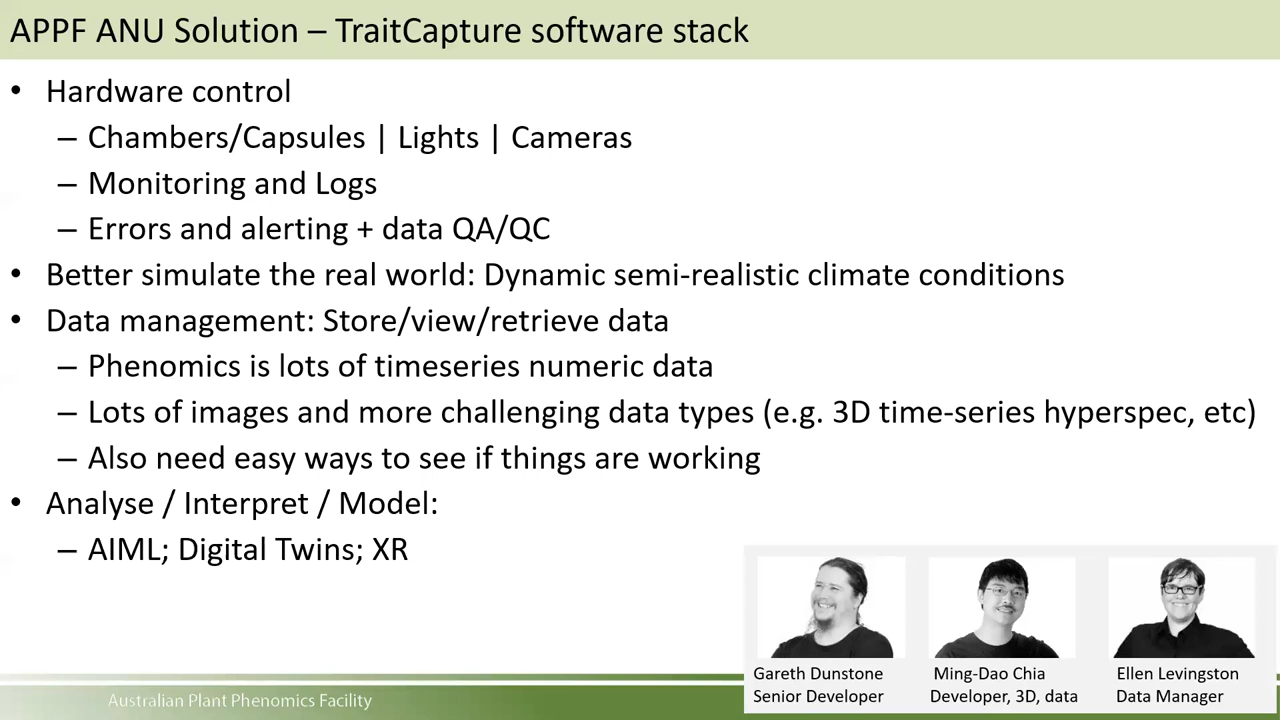 APPF ANU Solution – TraitCapture software stack
• Hardware control
– Chambers/Capsules | Lights | Cameras
– Monitoring and Logs
– Errors and alerting + data QA/QC
• Better simulate the real world: Dynamic semi-realistic climate conditions
• Data management: Store/view/retrieve data
– Phenomics is lots of timeseries numeric data
– Lots of images and more challenging data types (e.g. 3D time-series hyperspec, etc)
– Also need easy ways to see if things are working
• Analyse / Interpret / Model:
– AIML; Digital Twins; XR
Gareth Dunstone
Senior Developer
Ming-Dao Chia
Developer, 3D, data
Ellen Levingston
Data Manager
Australian Plant Phenomics Facility